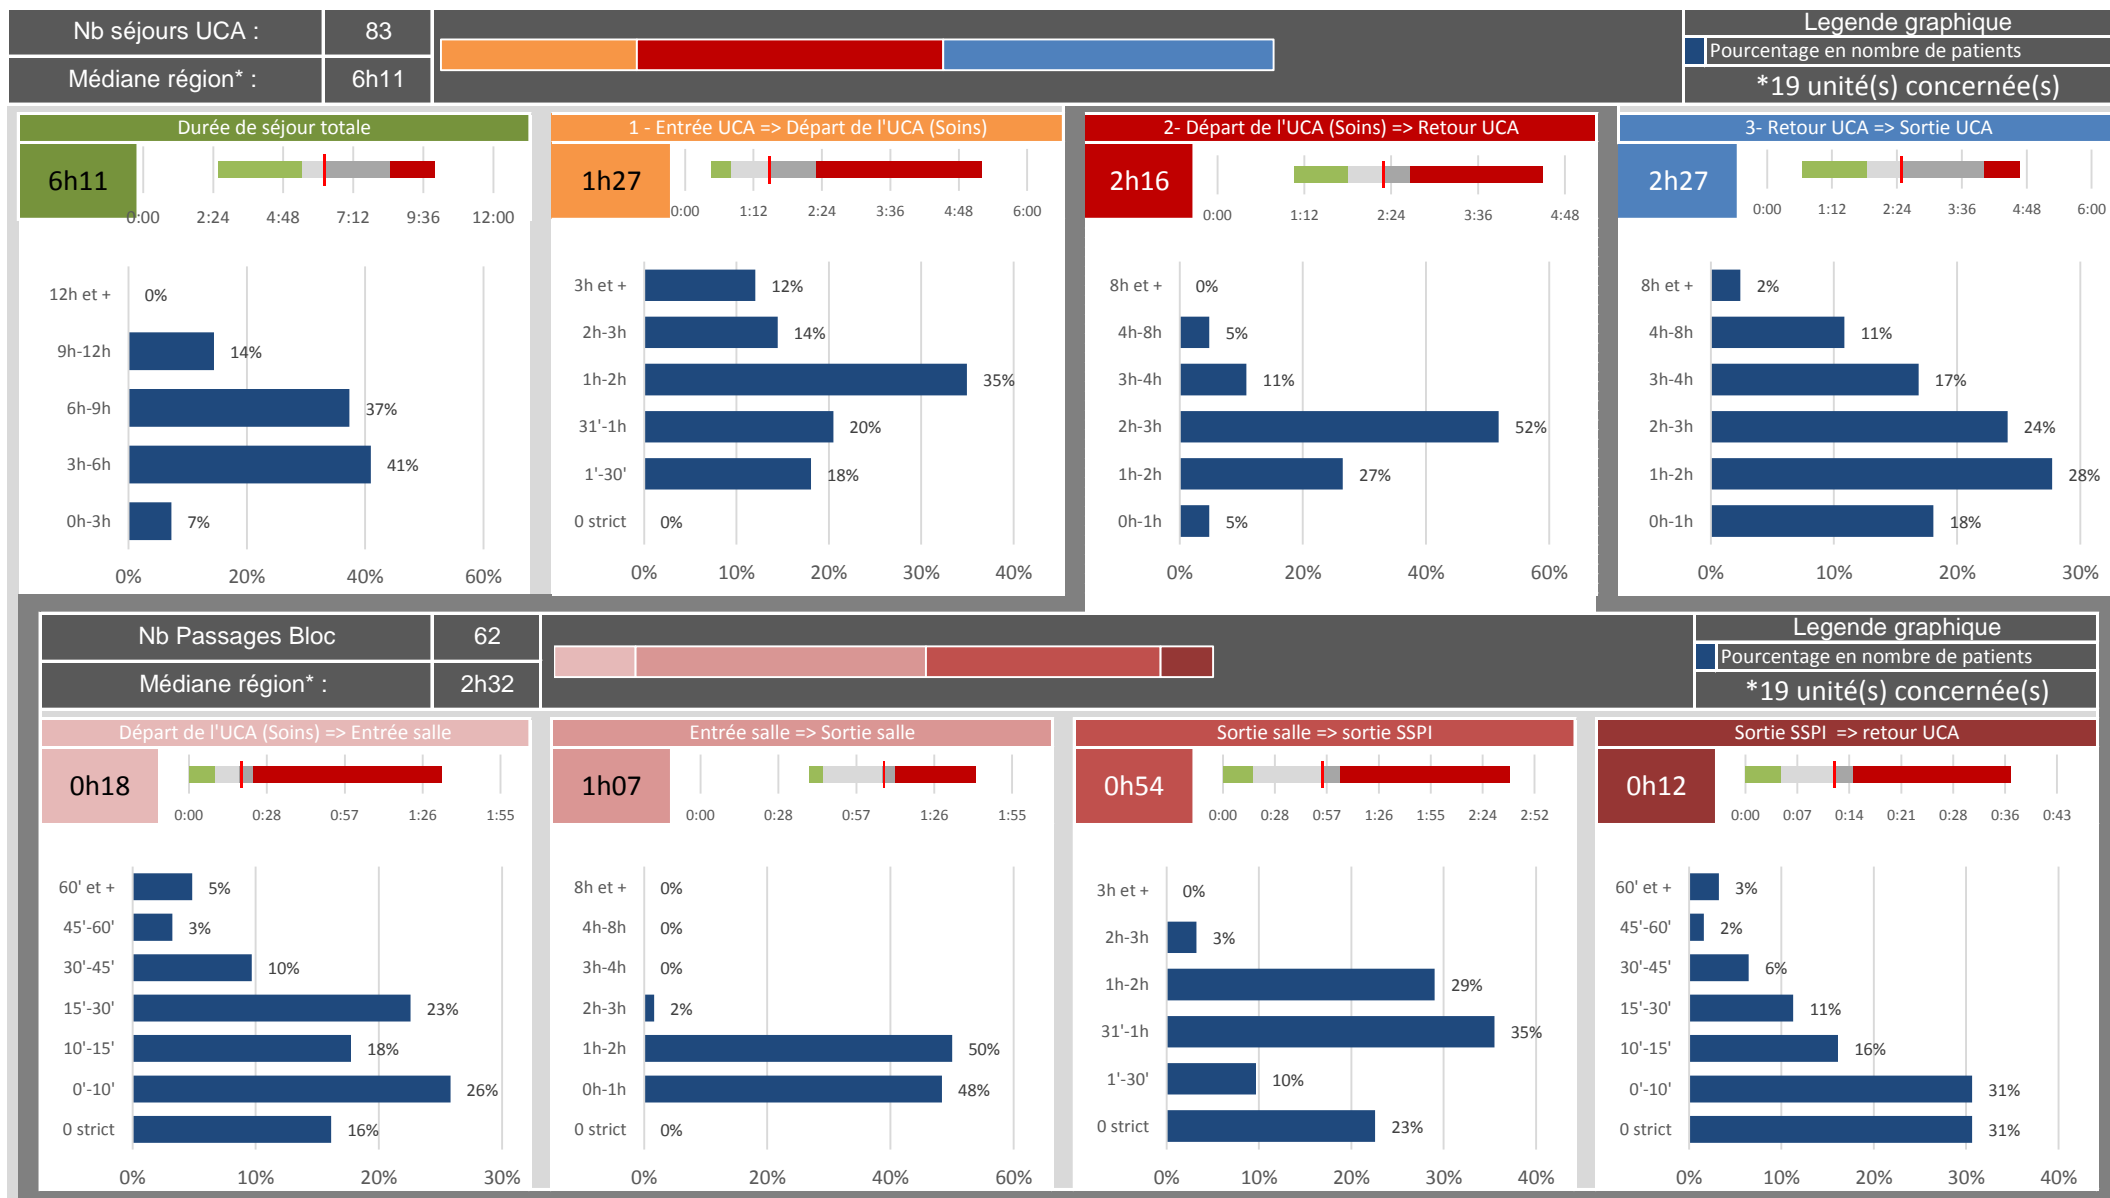 Nb séjours UCA : 83
Médiane région* : 6h11
Legende graphique
Pourcentage en nombre de patients
*19 unité(s) concernée(s)
Durée de séjour totale
6h11
0:00 2:24 4:48 7:12 9:36 12:00
12h et + 0%
9h-12h 14%
6h-9h 37%
3h-6h 41%
0h-3h 7%
0% 20% 40% 60%
1 - Entrée UCA => Départ de l'UCA (Soins)
1h27
0:00 1:12 2:24 3:36 4:48 6:00
3h et + 12%
2h-3h 14%
1h-2h 35%
31'-1h 20%
1'-30' 18%
0 strict 0%
0% 10% 20% 30% 40%
2- Départ de l'UCA (Soins) => Retour UCA
2h16
0:00 1:12 2:24 3:36 4:48
8h et + 0%
4h-8h 5%
3h-4h 11%
2h-3h 52%
1h-2h 27%
0h-1h 5%
0% 20% 40% 60%
3- Retour UCA => Sortie UCA
2h27
0:00 1:12 2:24 3:36 4:48 6:00
8h et + 2%
4h-8h 11%
3h-4h 17%
2h-3h 24%
1h-2h 28%
0h-1h 18%
0% 10% 20% 30%
Nb Passages Bloc 62
Médiane région* : 2h32
Legende graphique
Pourcentage en nombre de patients
*19 unité(s) concernée(s)
Départ de l'UCA (Soins) => Entrée salle
0h18
0:00 0:28 0:57 1:26 1:55
60' et + 5%
45'-60' 3%
30'-45' 10%
15'-30' 23%
10'-15' 18%
0'-10' 26%
0 strict 16%
0% 10% 20% 30%
Entrée salle => Sortie salle
1h07
0:00 0:28 0:57 1:26 1:55
8h et + 0%
4h-8h 0%
3h-4h 0%
2h-3h 2%
1h-2h 50%
0h-1h 48%
0 strict 0%
0% 20% 40% 60%
Sortie salle => sortie SSPI
0h54
0:00 0:28 0:57 1:26 1:55 2:24 2:52
3h et + 0%
2h-3h 3%
1h-2h 29%
31'-1h 35%
1'-30' 10%
0 strict 23%
0% 10% 20% 30% 40%
Sortie SSPI => retour UCA
0h12
0:00 0:07 0:14 0:21 0:28 0:36 0:43
60' et + 3%
45'-60' 2%
30'-45' 6%
15'-30' 11%
10'-15' 16%
0'-10' 31%
0 strict 31%
0% 10% 20% 30% 40%